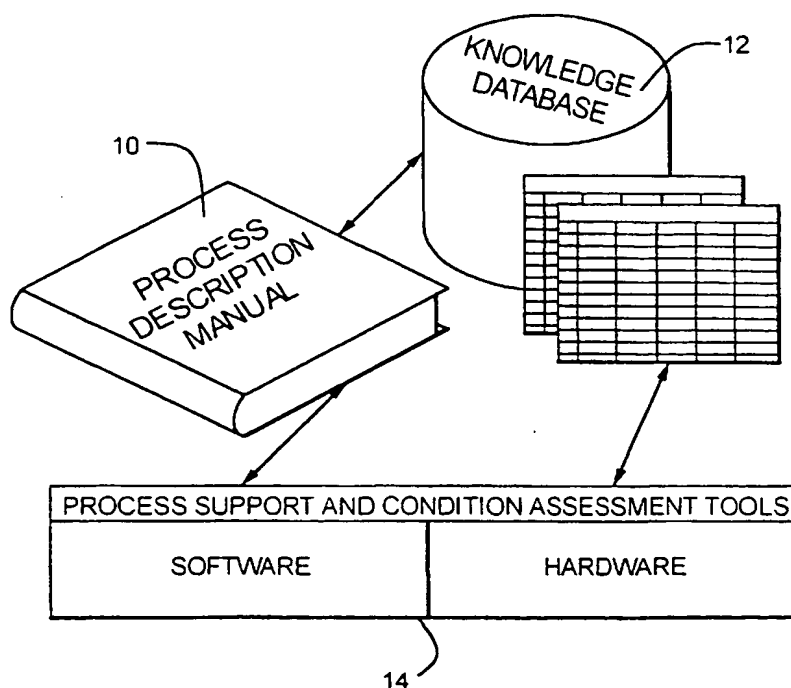 KNOWLEDGE
DATABASE
12
10
PROCESS
DESCRIPTION
MANUAL
PROCESS SUPPORT AND CONDITION ASSESSMENT TOOLS
SOFTWARE
HARDWARE
14